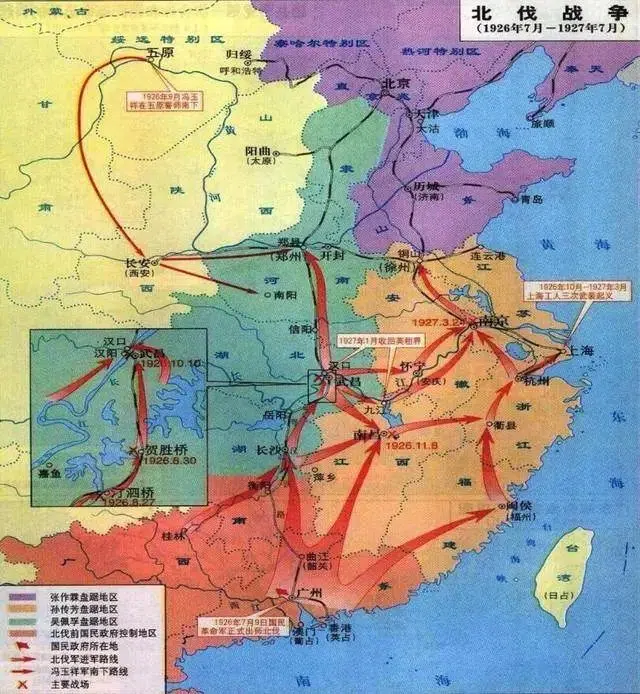 北伐战争
(1926年7月—1927年7月)
外蒙古
绥远特别区
察哈尔特别区
热河特别区
奉天
五原
归绥
(呼和浩特)
1926年9月冯玉
祥在五原誓师南下
直
北京
天津
大沽
渤海
旅顺
甘
肃
陕
西
山
西
黄
河
阳曲
(太原)
历城
(济南)
山
东
青岛
黄海
长安
(西安)
郑县
(郑州)
开封
铜山
(徐州)
连云港
河
南
南阳
安
徽
江
苏
信阳
1926年10月—1927年3月
上海工人三次武装起义
1927.3.24
南京
上海
1927年1月收回英租界
汉口
汉阳
武昌
1926.10.10
长
江
贺胜桥
1926.8.30
嘉鱼
汀泗桥
1926.8.27
湖
北
汉口
武昌
怀宁
(安庆)
九江
杭州
浙
江
衢县
岳阳
长沙
湖
南
南昌
1926.11.8
江
西
萍乡
衡阳
福
建
闽侯
(福州)
东
海
桂林
广
西
曲江
(韶关)
广州
1926年7月9日国民
革命军正式出师北伐
澳门
(葡占)
香港
(英占)
台
湾
(日占)
张作霖盘踞地区
孙传芳盘踞地区
吴佩孚盘踞地区
北伐前国民政府控制地区
国民政府所在地
北伐军进军路线
冯玉祥军南下路线
主要战场